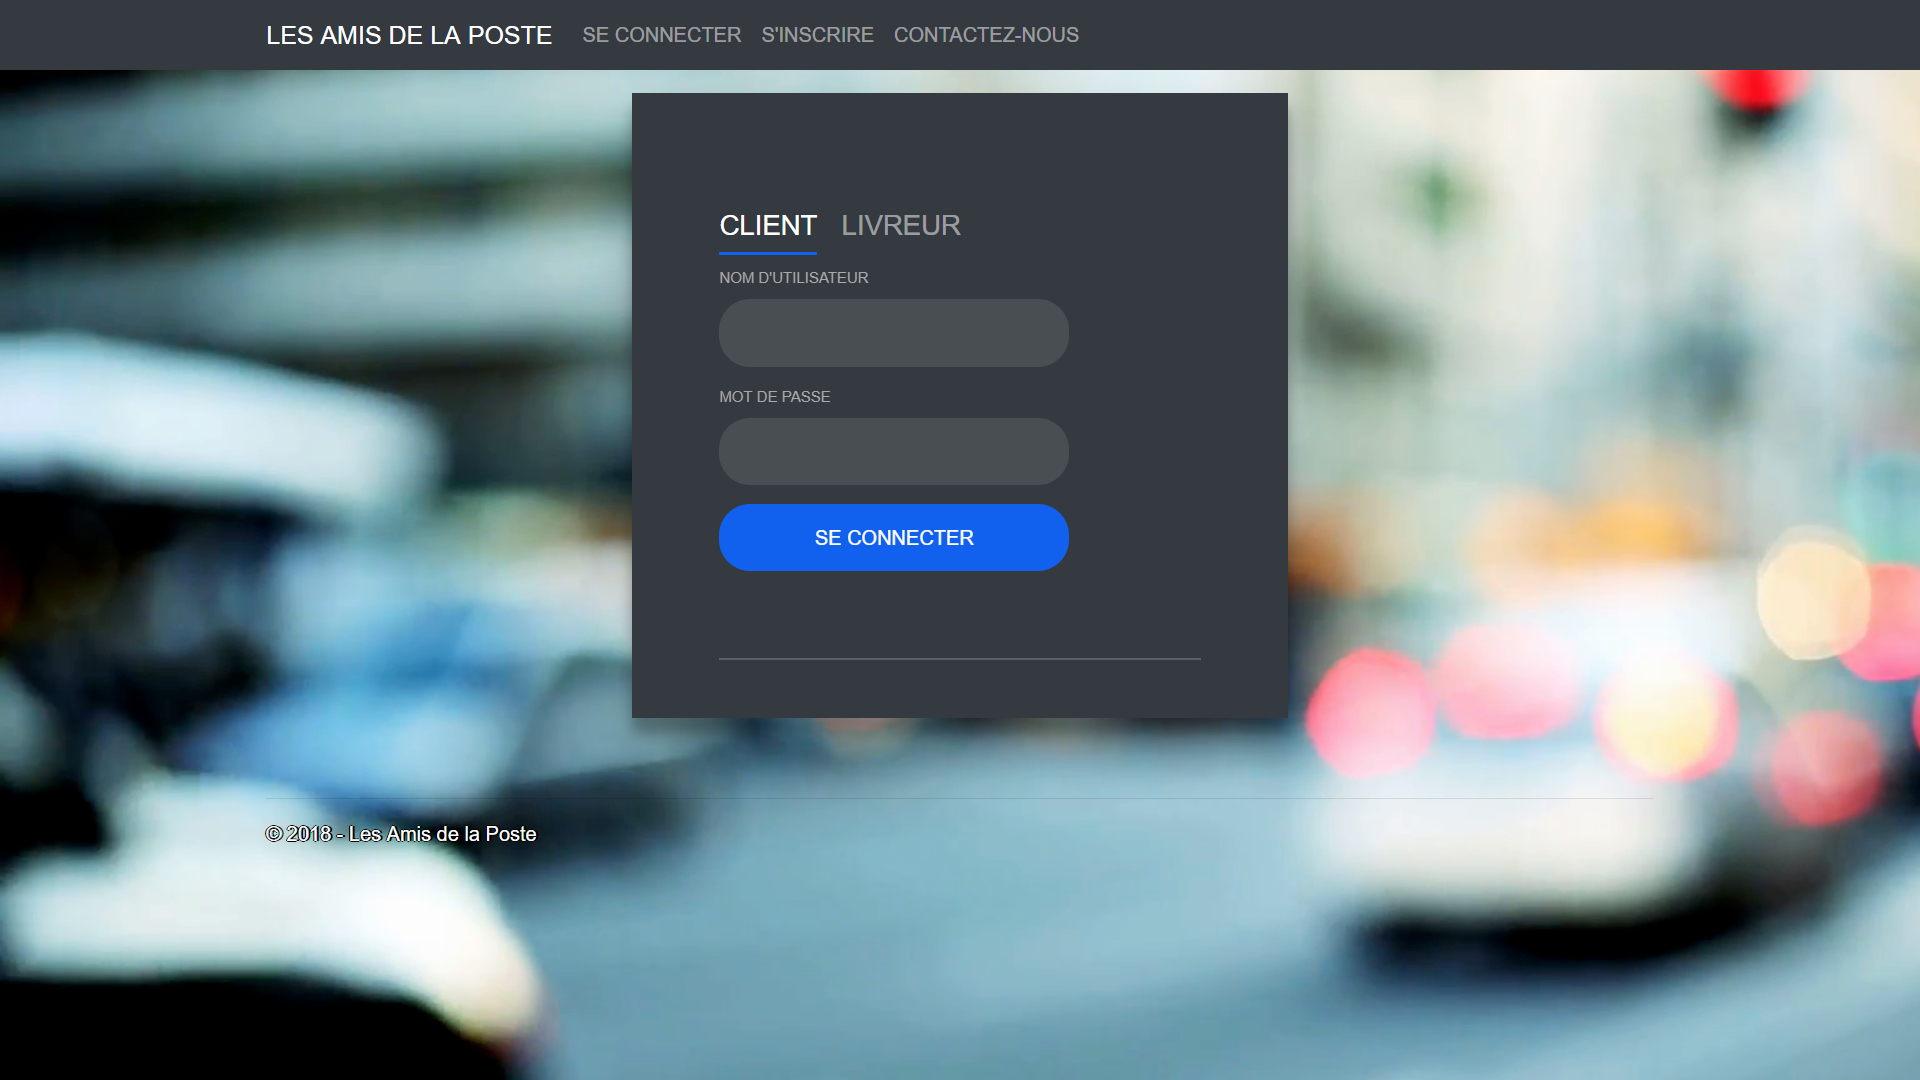 LES AMIS DE LA POSTE SE CONNECTER S'INSCRIRE CONTACTEZ-NOUS
CLIENT LIVREUR
NOM D'UTILISATEUR
MOT DE PASSE
SE CONNECTER
© 2018 - Les Amis de la Poste